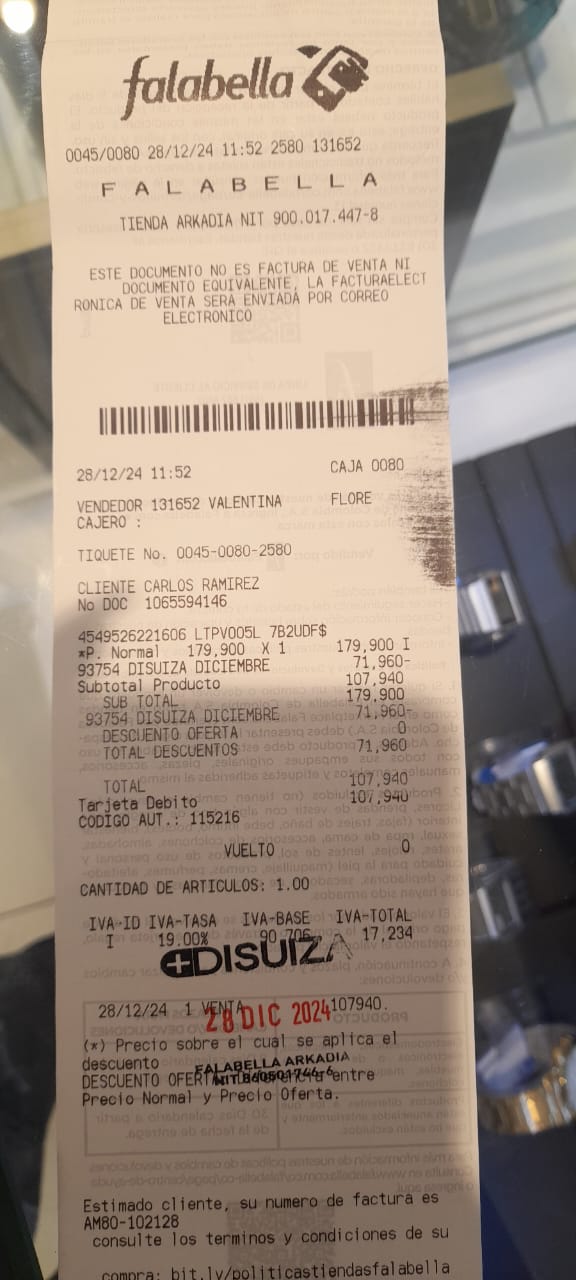 falabella
0045/0080 28/12/24 11:52 2580 131652
F A L A B E L L A
TIENDA ARKADIA NIT 900.017.447-8
ESTE DOCUMENTO NO ES FACTURA DE VENTA NI
DOCUMENTO EQUIVALENTE, LA FACTURAELECT
RONICA DE VENTA SERA ENVIADA POR CORREO
ELECTRONICO
28/12/24 11:52 CAJA 0080
VENDEDOR 131652 VALENTINA FLORE
CAJERO :
TIQUETE No. 0045-0080-2580
CLIENTE CARLOS RAMIREZ
No DOC 1065594146
4549526221606 LTPV005L 7B2UDF$
*P. Normal 179,900 X 1 179,900 I
93754 DISUIZA DICIEMBRE 71,960-
Subtotal Producto 107,940
SUB TOTAL 179,900
93754 DISUIZA DICIEMBRE 71,960-
DESCUENTO OFERTA 0
TOTAL DESCUENTOS 71,960
TOTAL 107,940
Tarjeta Debito 107,940
CODIGO AUT.: 115216
VUELTO 0
CANTIDAD DE ARTICULOS: 1.00
IVA-ID IVA-TASA IVA-BASE IVA-TOTAL
I 19.00% 90,706 17,234
DISUIZA
28/12/24 1 VENTA 107940.
28 DIC 2024
(*) Precio sobre el cual se aplica el
descuento
FALABELLA ARKADIA
DESCUENTO OFERTA entre
Precio Normal y Precio Oferta.
Estimado cliente, su numero de factura es
AM80-102128
consulte los terminos y condiciones de su
compra: bit.ly/politicastiendasfalabella